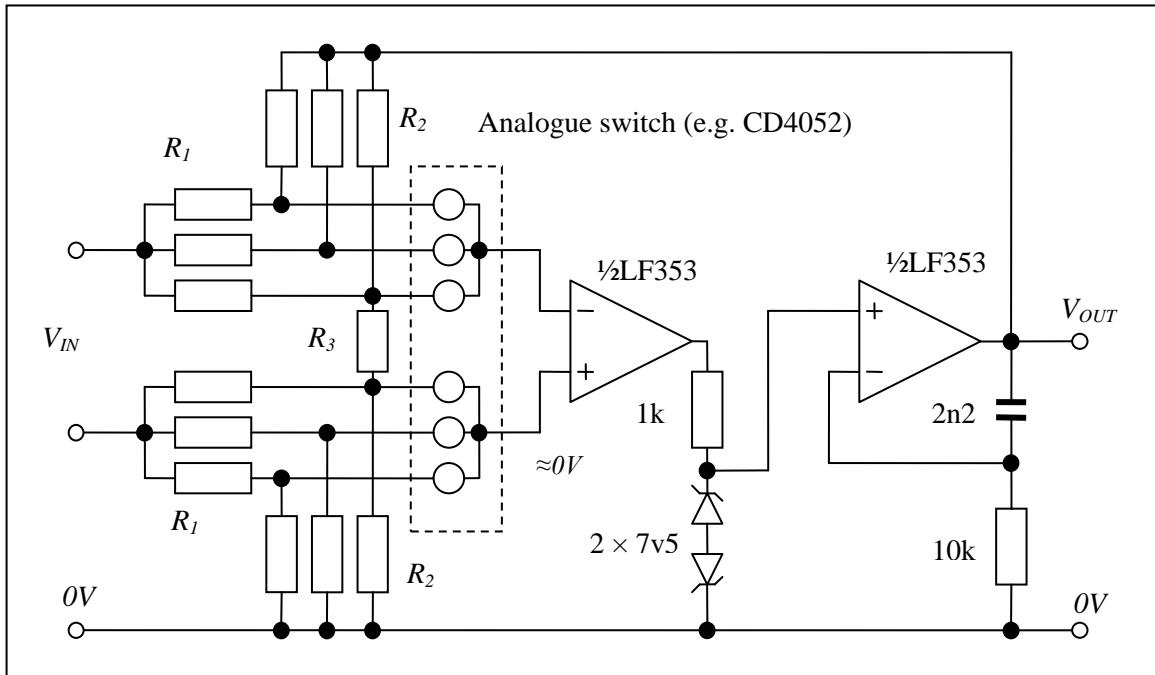 R2
Analogue switch (e.g. CD4052)
R1
½LF353
½LF353
VOUT
VIN
R3
1k
2n2
≈0V
R1
2 × 7v5
10k
R2
0V
0V